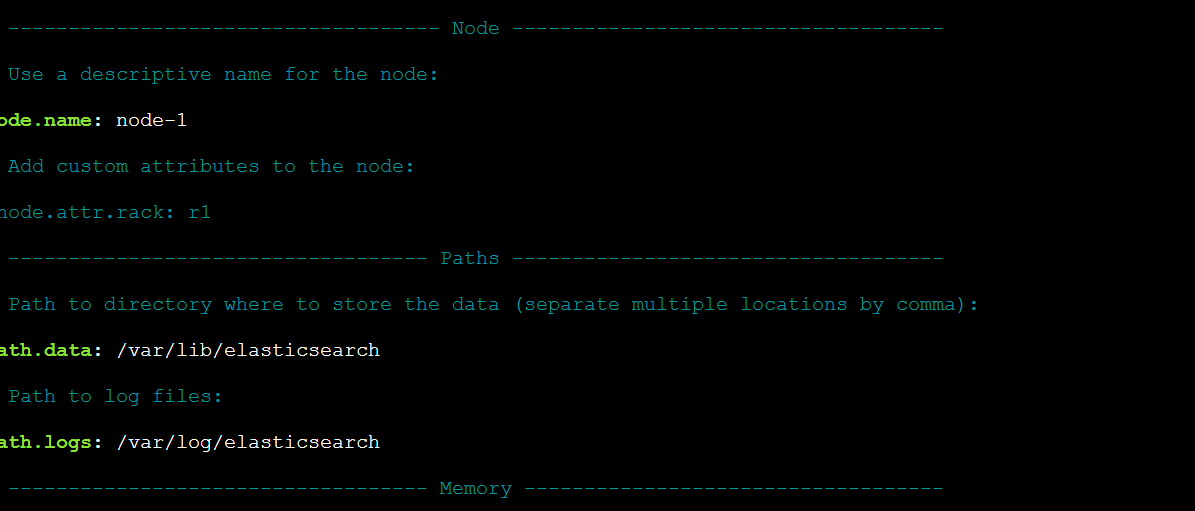 ------------------------------------ Node ------------------------------------
Use a descriptive name for the node:
ode.name: node-1
Add custom attributes to the node:
node.attr.rack: r1
----------------------------------- Paths ------------------------------------
Path to directory where to store the data (separate multiple locations by comma):
ath.data: /var/lib/elasticsearch
Path to log files:
ath.logs: /var/log/elasticsearch
----------------------------------- Memory -----------------------------------